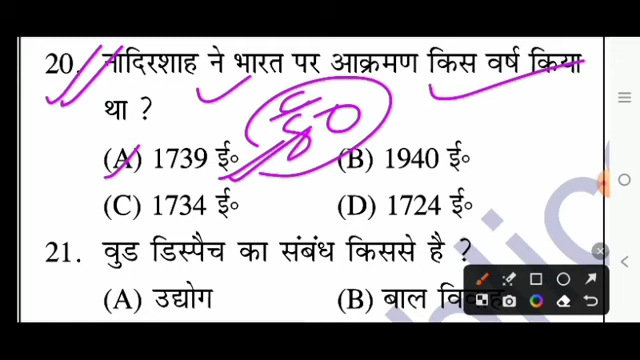 20. नादिरशाह ने भारत पर आक्रमण किस वर्ष किया
था ?
(A) 1739 ई० (B) 1940 ई०
(C) 1734 ई० (D) 1724 ई०
21. वुड डिस्पैच का संबंध किससे है ?
(A) उद्योग (B) बाल विवाह